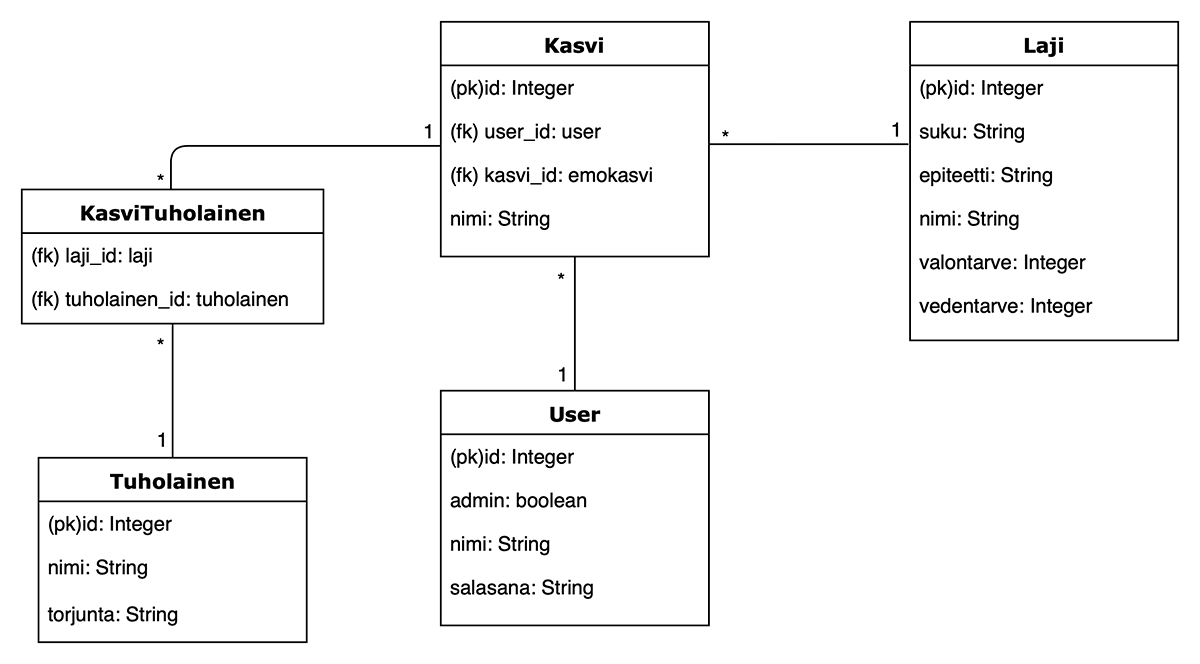 Kasvi
(pk)id: Integer
(fk) user_id: user
(fk) kasvi_id: emokasvi
nimi: String
Laji
(pk)id: Integer
suku: String
epiteetti: String
nimi: String
valontarve: Integer
vedentarve: Integer
1
*
*
1
KasviTuholainen
(fk) laji_id: laji
(fk) tuholainen_id: tuholainen
*
1
*
1
User
(pk)id: Integer
admin: boolean
nimi: String
salasana: String
Tuholainen
(pk)id: Integer
nimi: String
torjunta: String